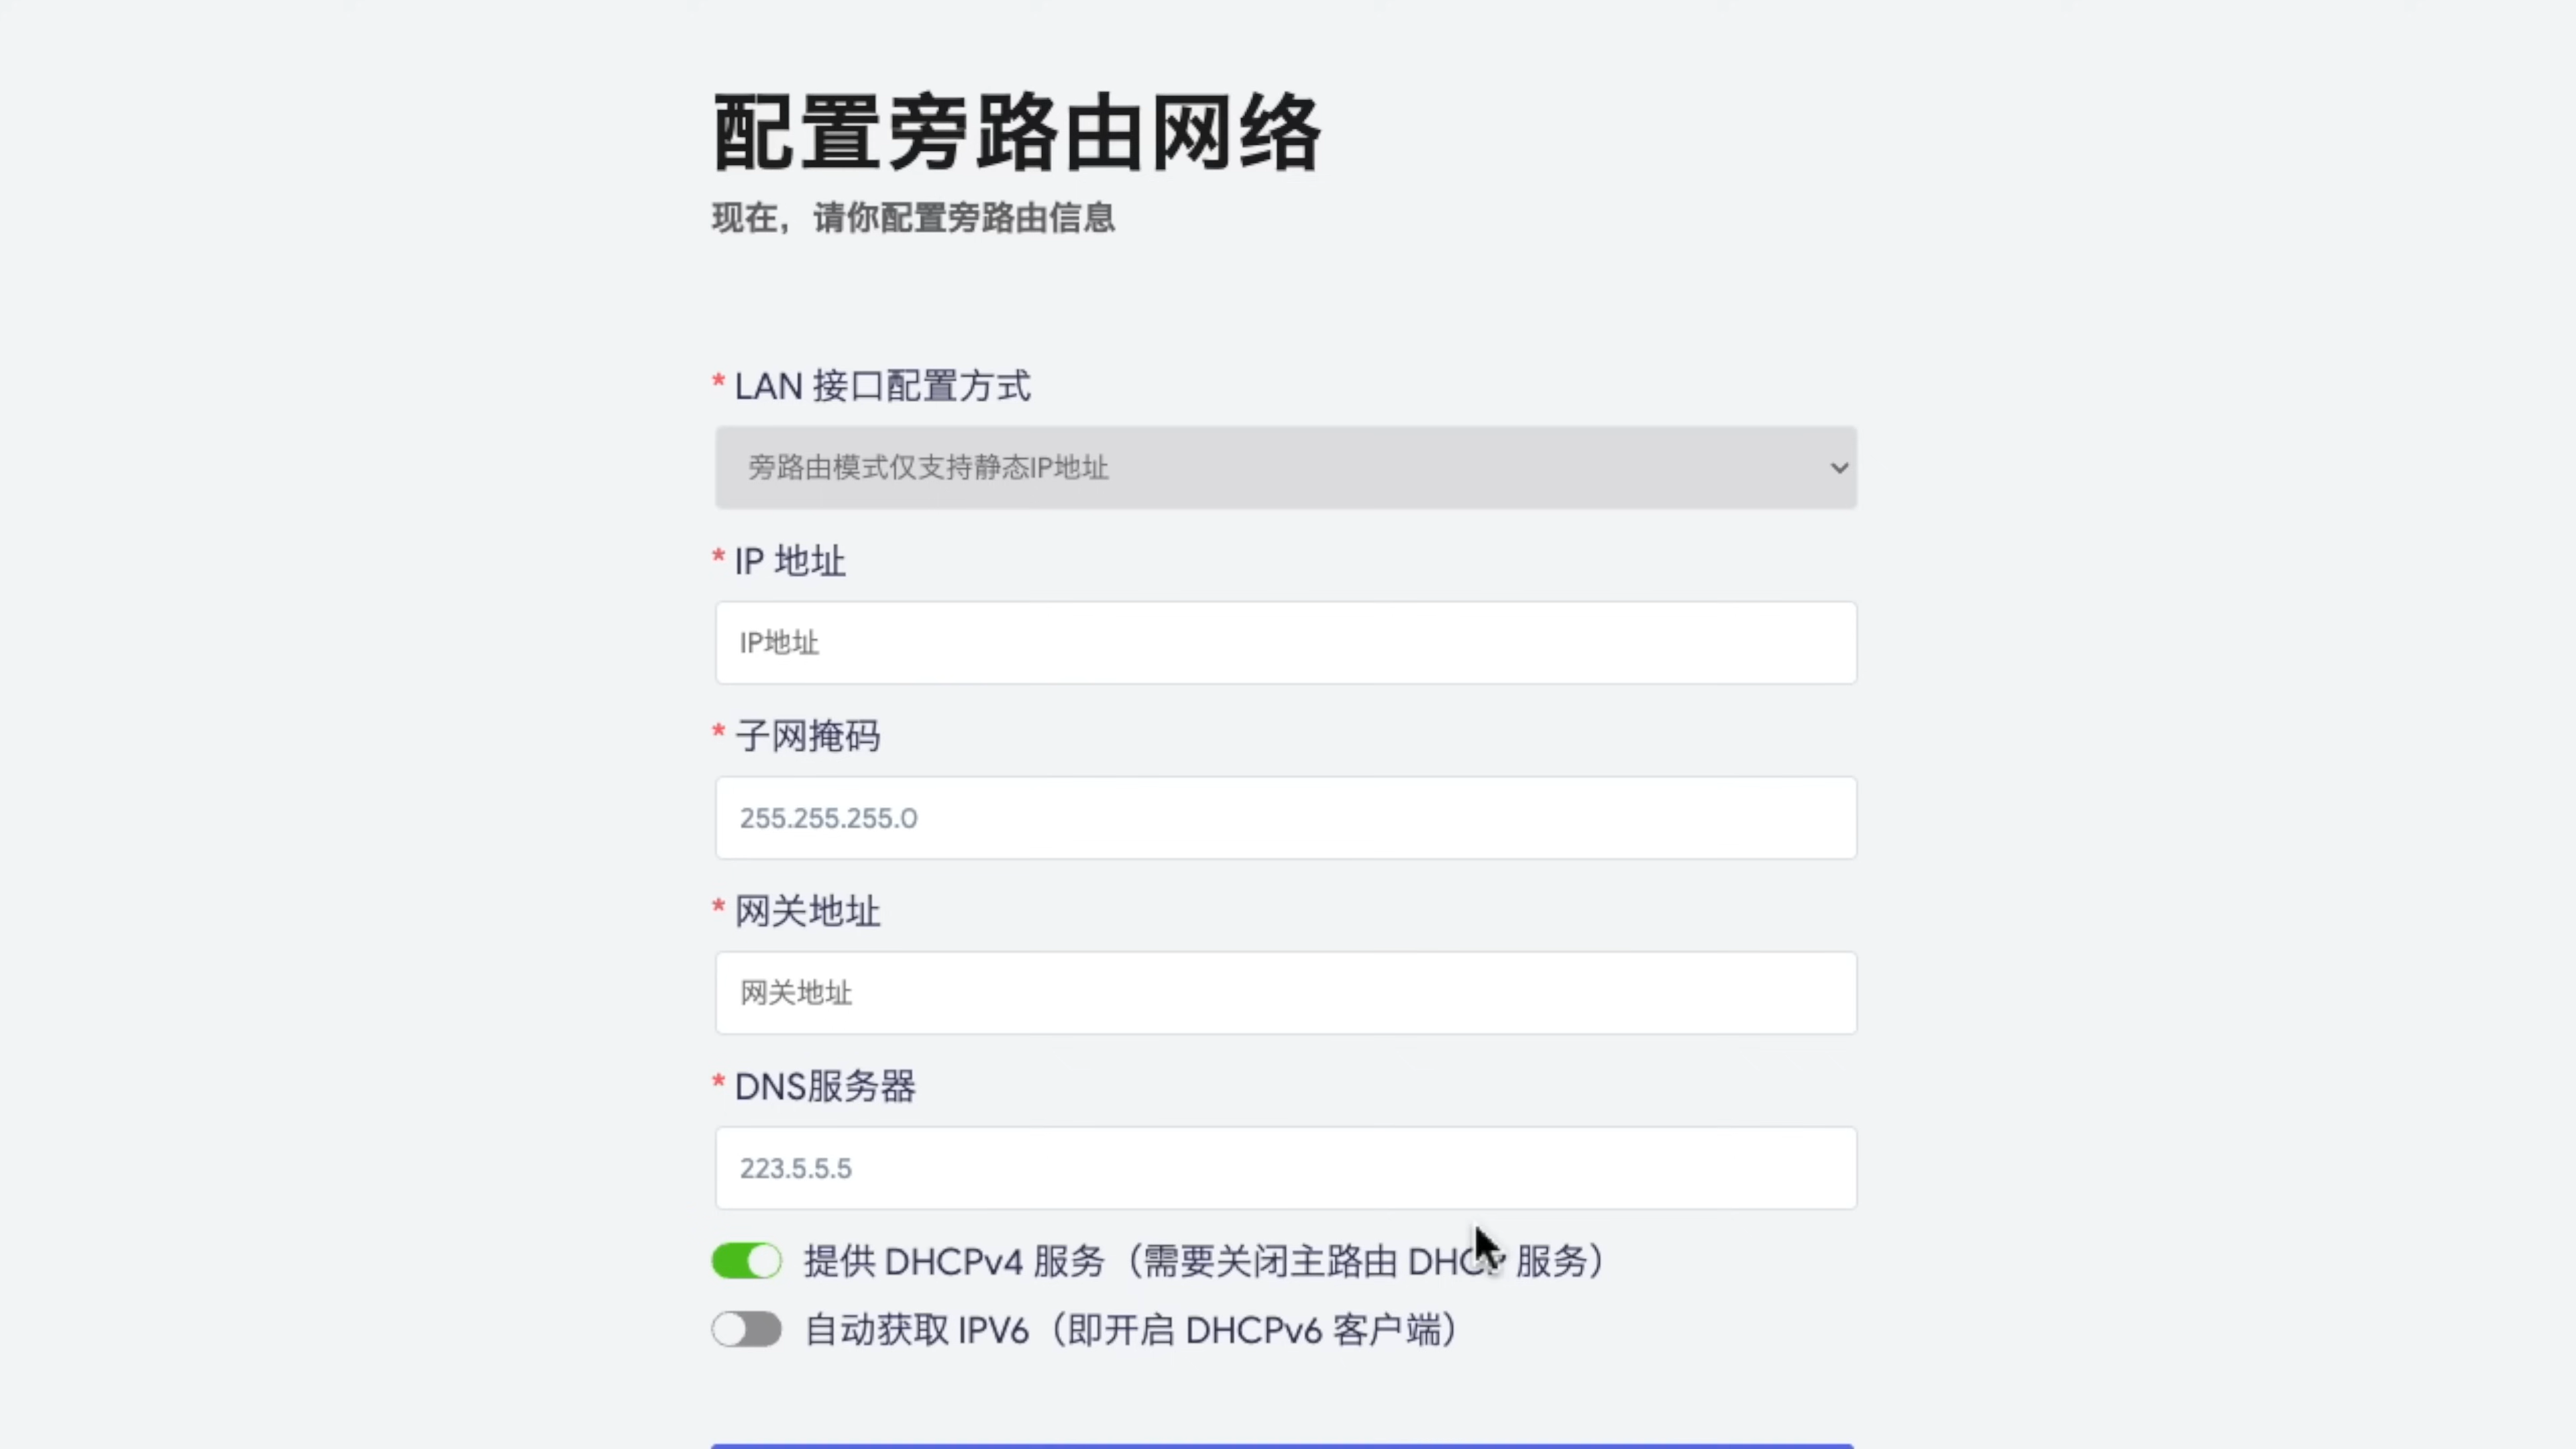 配置旁路由网络
现在，请你配置旁路由信息
* LAN 接口配置方式
旁路由模式仅支持静态IP地址
* IP 地址
IP地址
* 子网掩码
255.255.255.0
* 网关地址
网关地址
* DNS服务器
223.5.5.5
提供 DHCPv4 服务（需要关闭主路由 DHCP 服务）
自动获取 IPV6（即开启 DHCPv6 客户端）